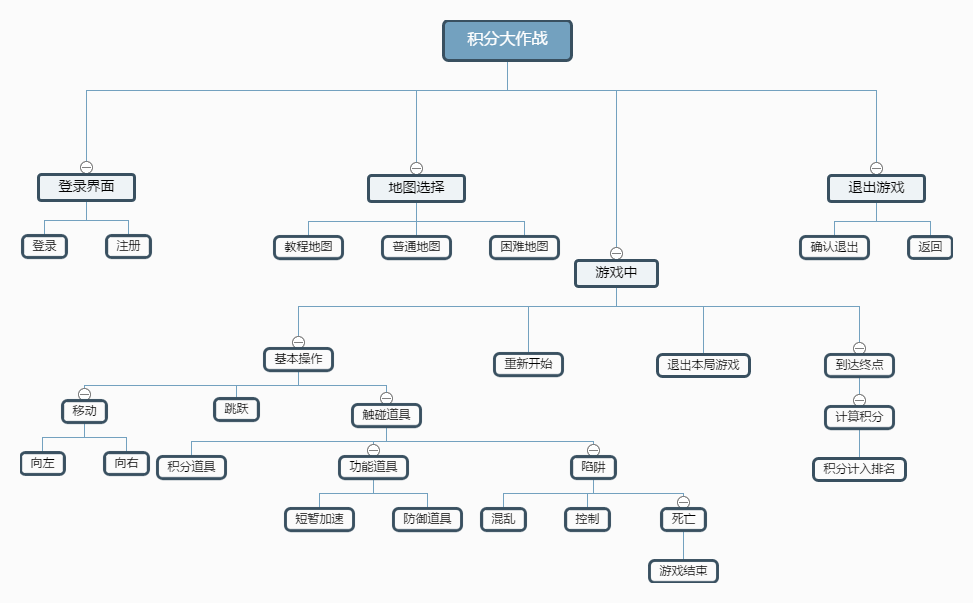 积分大作战
登录界面
地图选择
退出游戏
登录
注册
教程地图
普通地图
困难地图
确认退出
返回
游戏中
基本操作
重新开始
退出本局游戏
到达终点
移动
跳跃
触碰道具
计算积分
向左
向右
积分道具
功能道具
陷阱
积分计入排名
短暂加速
防御道具
混乱
控制
死亡
游戏结束